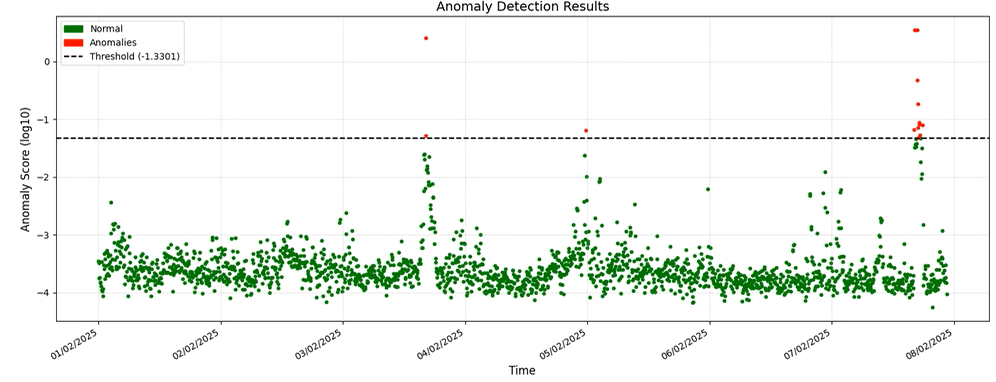 Anomaly Detection Results
Normal
Anomalies
Threshold (-1.3301)
0
−1
−2
−3
−4
Anomaly Score (log10)
01/02/2025
02/02/2025
03/02/2025
04/02/2025
05/02/2025
06/02/2025
07/02/2025
08/02/2025
Time